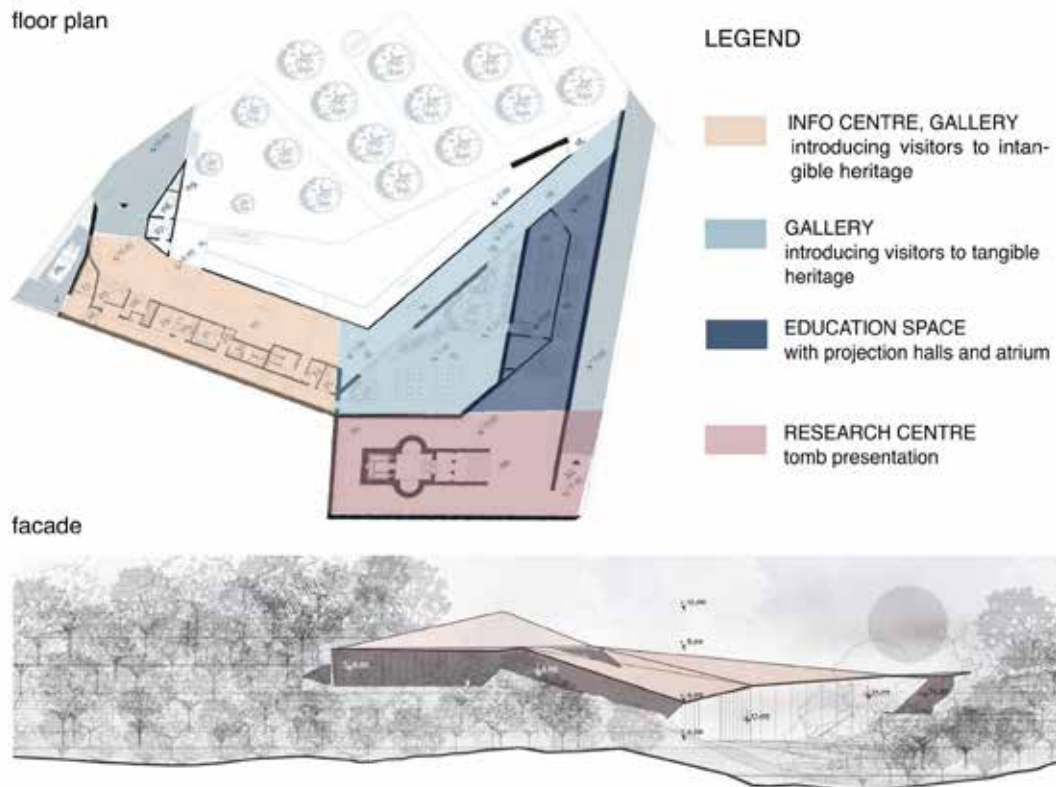 floor plan
LEGEND
INFO CENTRE, GALLERY
introducing visitors to intan-
gible heritage
GALLERY
introducing visitors to tangible
heritage
EDUCATION SPACE
with projection halls and atrium
RESEARCH CENTRE
tomb presentation
facade